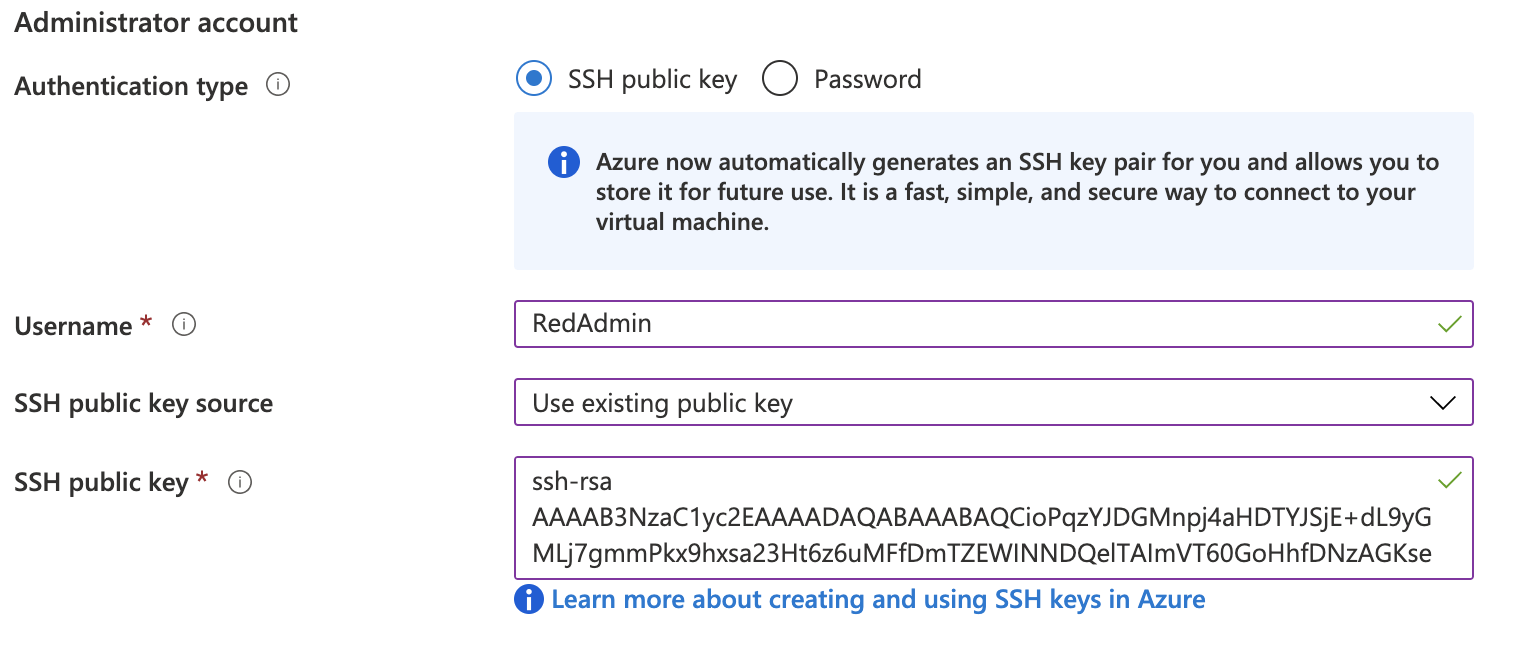 Administrator account
Authentication type
SSH public key
Password
Azure now automatically generates an SSH key pair for you and allows you to
store it for future use. It is a fast, simple, and secure way to connect to your
virtual machine.
Username *
RedAdmin
SSH public key source
Use existing public key
SSH public key *
ssh-rsa
AAAAB3NzaC1yc2EAAAADAQABAAABAQCioPqzYJDGMnpj4aHDTYJSjE+dL9yG
MLj7gmmPkx9hxsa23Ht6z6uMFfDmTZEWINNDQelTAImVT60GoHhfDNzAGKse
Learn more about creating and using SSH keys in Azure